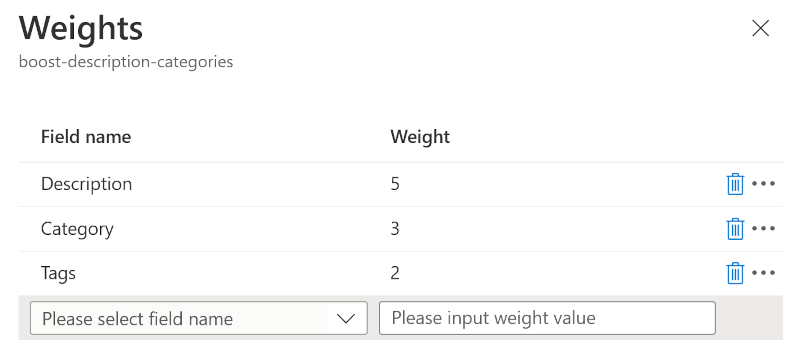 Weights
boost-description-categories
Field name Weight
Description 5
Category 3
Tags 2
Please select field name Please input weight value